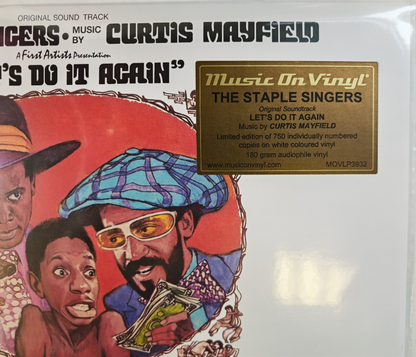 ORIGINAL SOUND TRACK
NGERS • MUSIC BY CURTIS MAYFIELD
A First Artists Presentation
'S DO IT AGAIN"
Music On Vinyl®
THE STAPLE SINGERS
Original Soundtrack
LET'S DO IT AGAIN
Music by CURTIS MAYFIELD
Limited edition of 750 individually numbered
copies on white coloured vinyl
180 gram audiophile vinyl
www.musiconvinyl.com MOVLP3932